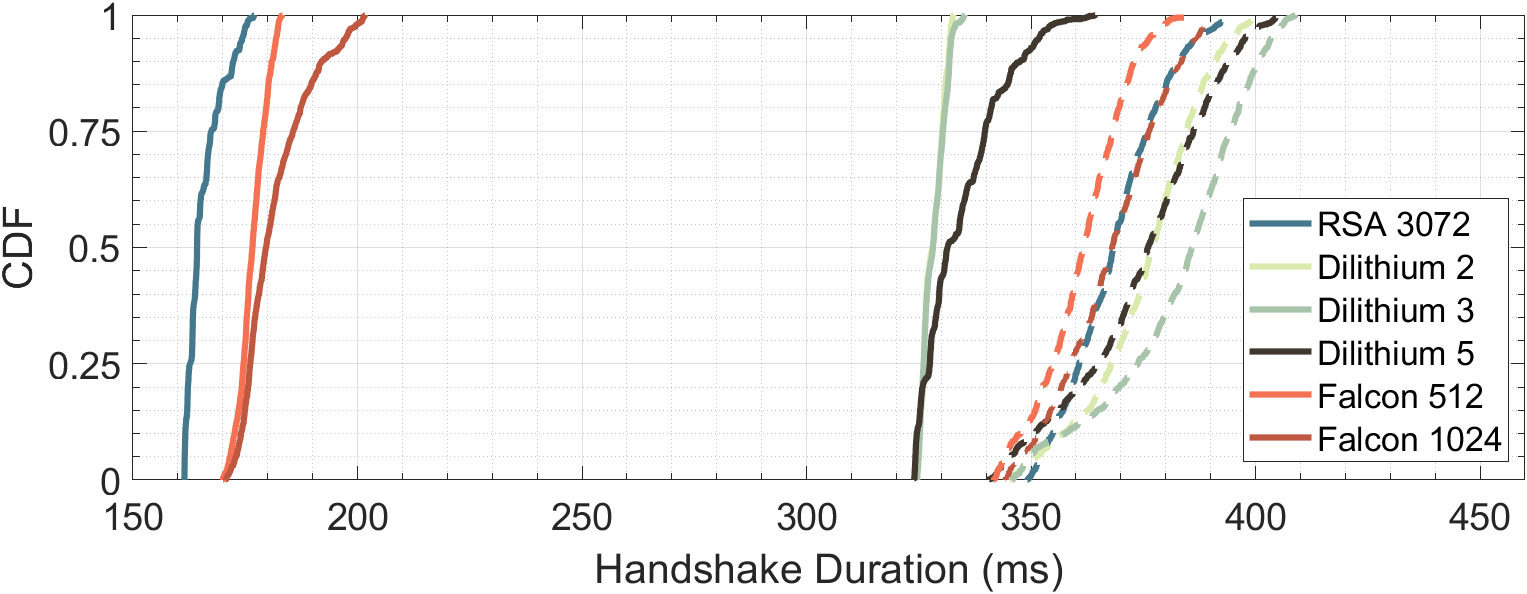 1
0.75
0.5
0.25
0
CDF
RSA 3072
Dilithium 2
Dilithium 3
Dilithium 5
Falcon 512
Falcon 1024
150 200 250 300 350 400 450
Handshake Duration (ms)